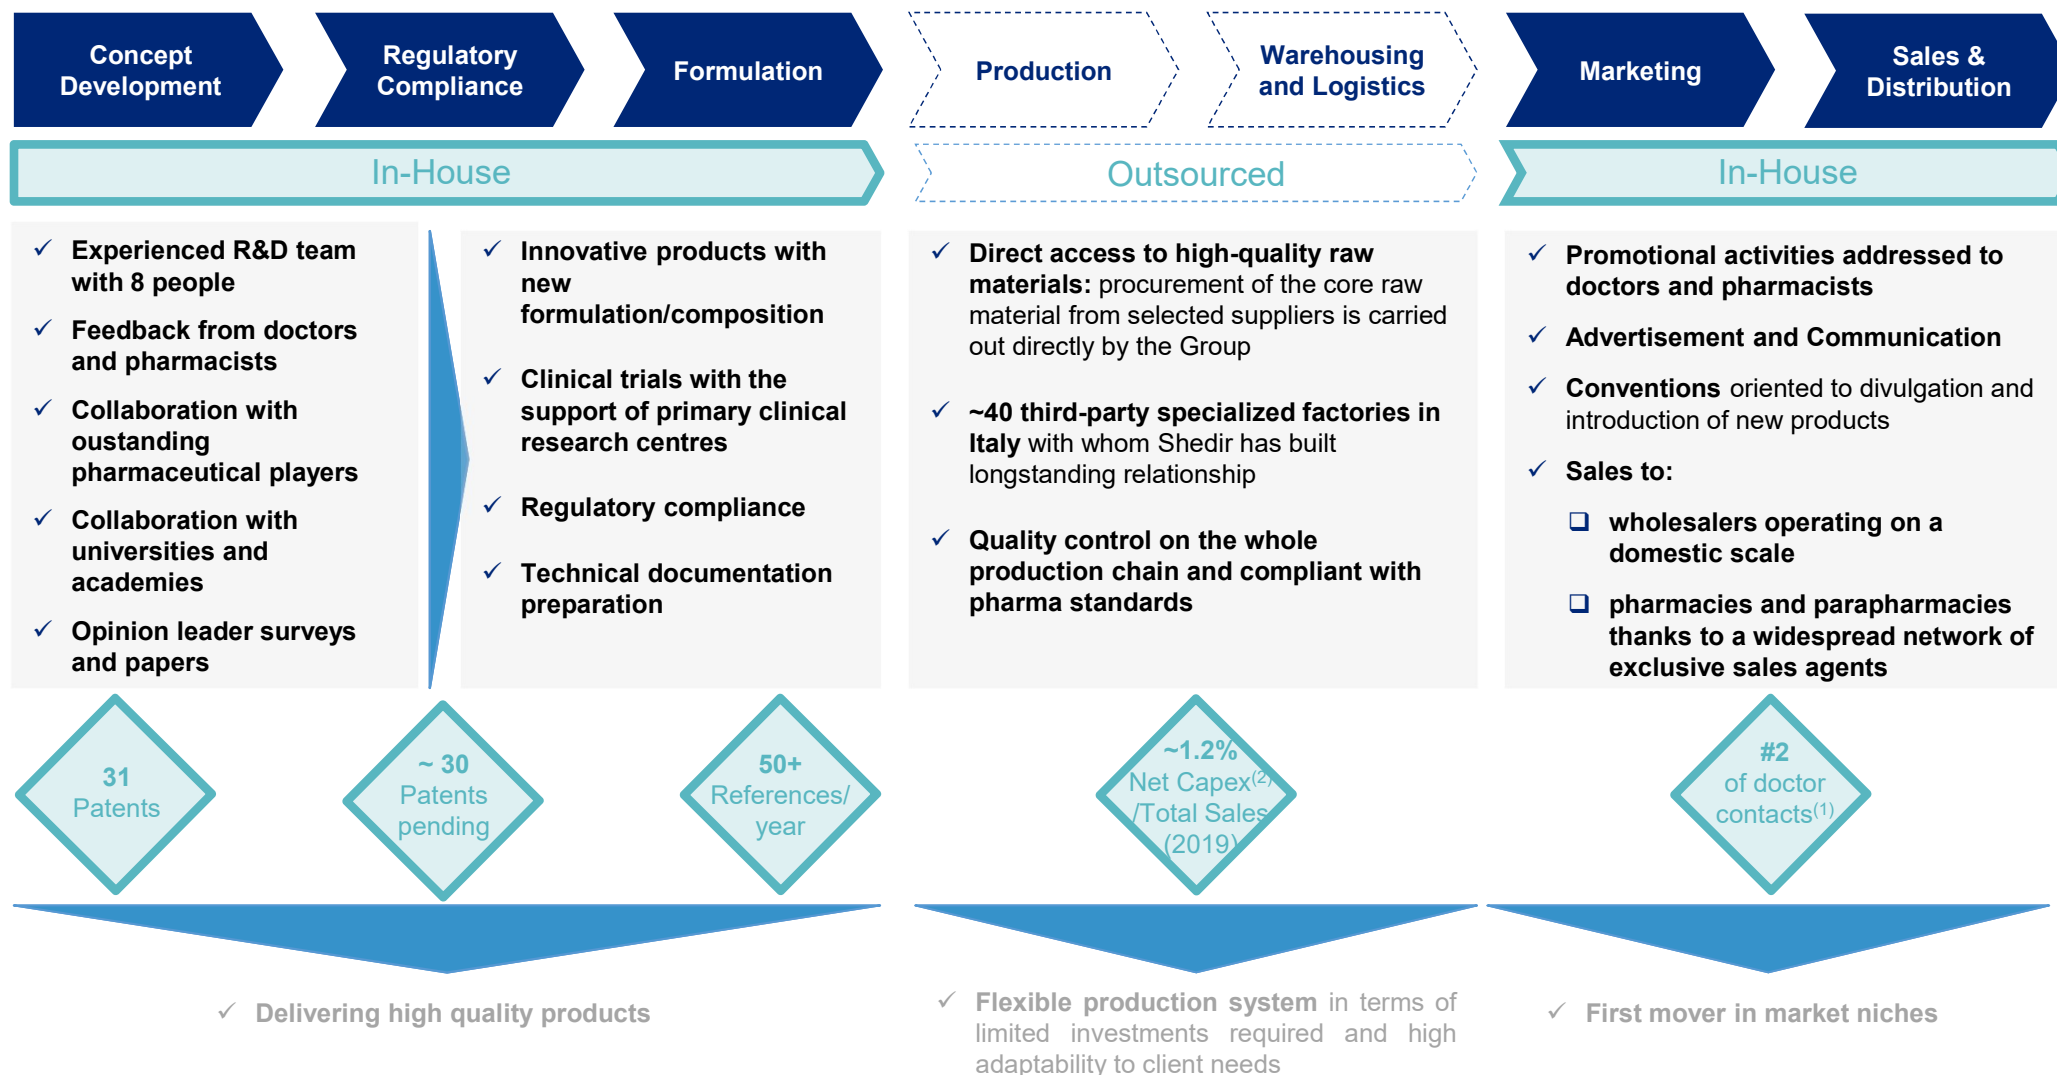 Concept
Development
Regulatory
Compliance
Formulation
Production
Warehousing
and Logistics
Marketing
Sales &
Distribution
In-House
Outsourced
In-House
✓ Experienced R&D team
with 8 people
✓ Feedback from doctors
and pharmacists
✓ Collaboration with
oustanding
pharmaceutical players
✓ Collaboration with
universities and
academies
✓ Opinion leader surveys
and papers
✓ Innovative products with
new
formulation/composition
✓ Clinical trials with the
support of primary clinical
research centres
✓ Regulatory compliance
✓ Technical documentation
preparation
✓ Direct access to high-quality raw
materials: procurement of the core raw
material from selected suppliers is carried
out directly by the Group
✓ ~40 third-party specialized factories in
Italy with whom Shedir has built
longstanding relationship
✓ Quality control on the whole
production chain and compliant with
pharma standards
✓ Promotional activities addressed to
doctors and pharmacists
✓ Advertisement and Communication
✓ Conventions oriented to divulgation and
introduction of new products
✓ Sales to:
❑ wholesalers operating on a
domestic scale
❑ pharmacies and parapharmacies
thanks to a widespread network of
exclusive sales agents
31
Patents
~ 30
Patents
pending
50+
References/
year
~1.2%
Net Capex(2)
/Total Sales
(2019)
#2
of doctor
contacts(1)
✓ Delivering high quality products
✓ Flexible production system in terms of
limited investments required and high
adaptability to client needs
✓ First mover in market niches